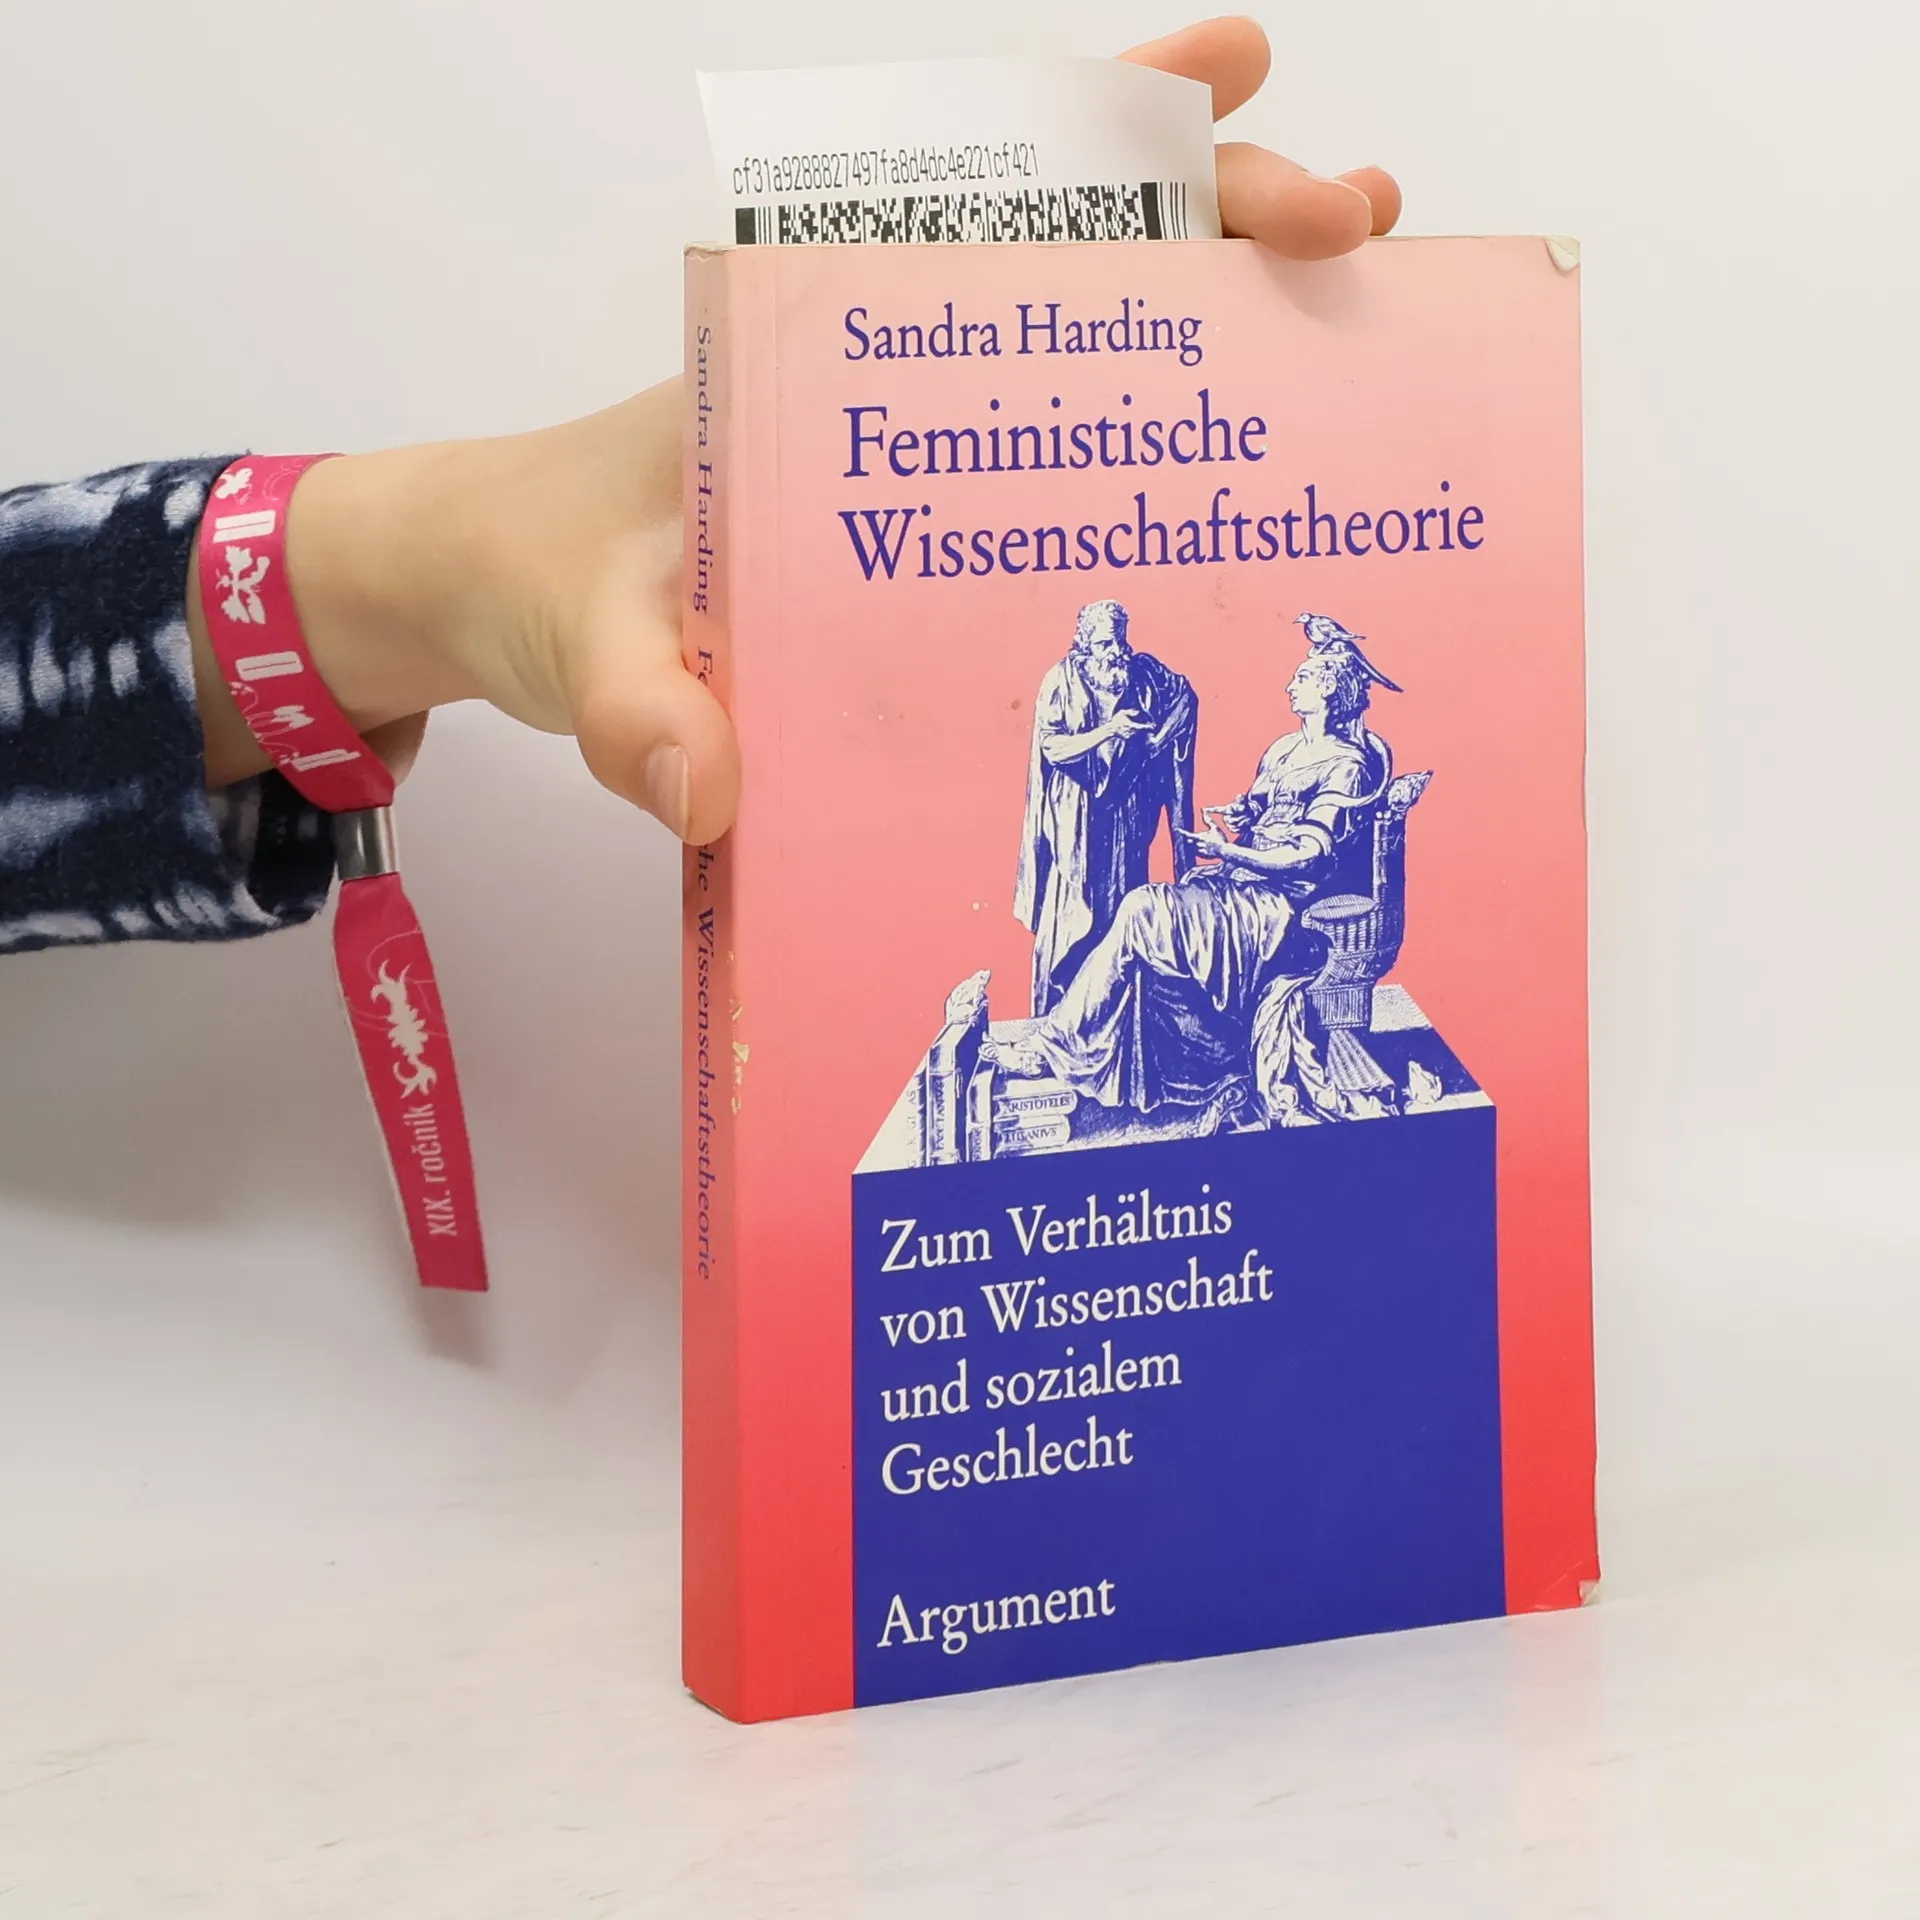 cf31a9288827497fa8d4dc4e221cf421
Sandra Harding
Feministische
Wissenschaftstheorie
ARISTOTELES
Zum Verhältnis
von Wissenschaft
und sozialem
Geschlecht
Argument
Sandra Harding Wissenschaftstheorie
XIX. ročník